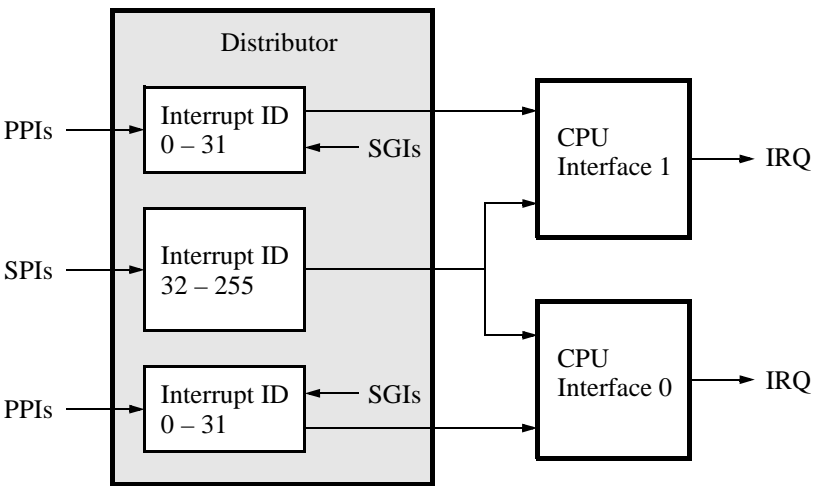 Distributor
PPIs
Interrupt ID
0 – 31
SGIs
CPU
Interface 1
IRQ
SPIs
Interrupt ID
32 – 255
PPIs
Interrupt ID
0 – 31
SGIs
CPU
Interface 0
IRQ